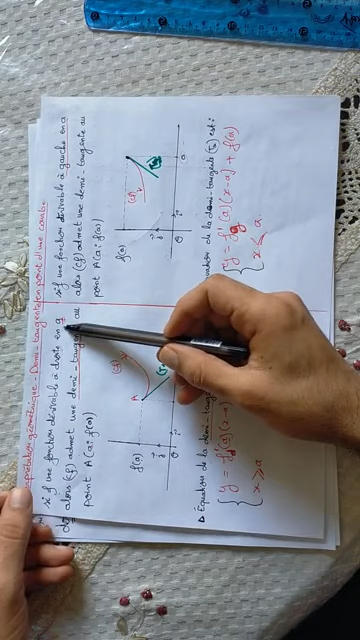 interprétation géométrique - Demi-tangente en point d'une courbe
si f une fonction dérivable à droite en a
alors (Cf) admet une demi-tangente au
point A(a; f(a))
f(a)
A
(Cf)
Équation de la demi-tangente
y = f'd(a)(x-a)
x > a
si f une fonction dérivable à gauche en a
alors (Cf) admet une demi-tangente au
point A(a; f(a))
f(a)
(Cf)
a
Équation de la demi-tangente (Tg) est:
y = f'g(a)(x-a) + f(a)
x < a